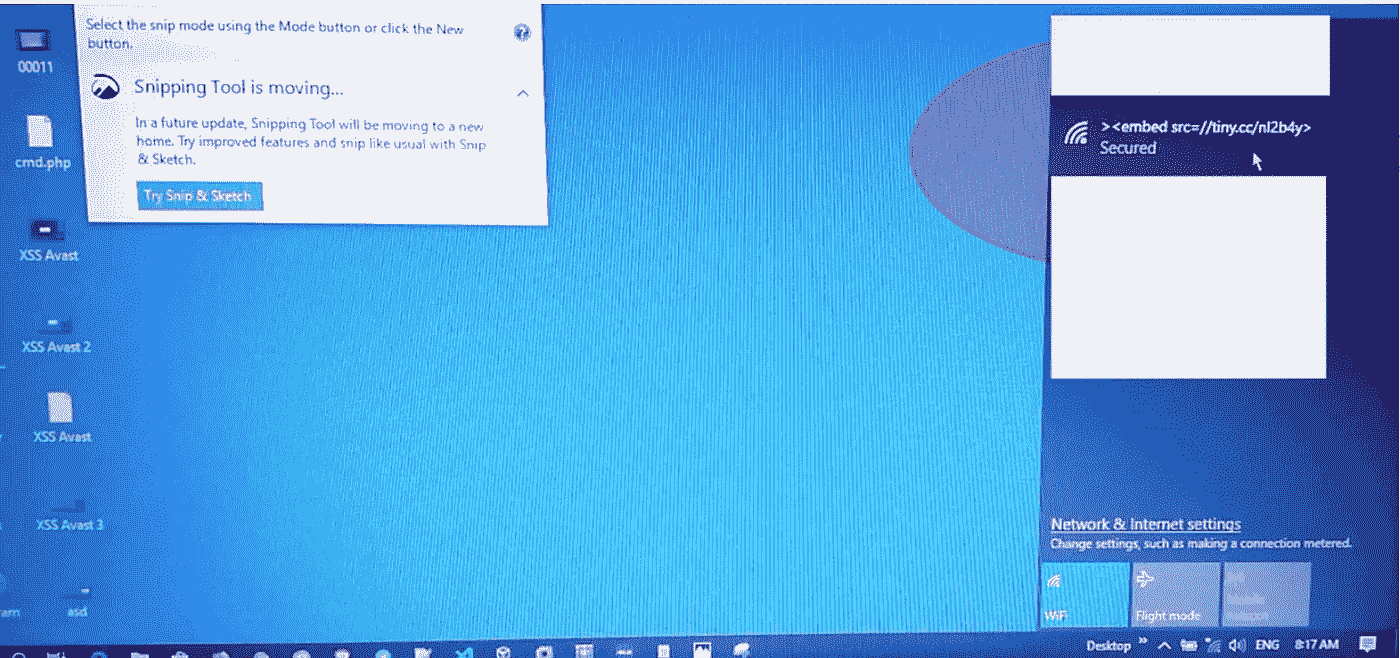 00011
cmd.php
XSS Avast
XSS Avast 2
XSS Avast
XSS Avast 3
asd
Select the snip mode using the Mode button or click the New
button.
Snipping Tool is moving...
In a future update, Snipping Tool will be moving to a new
home. Try improved features and snip like usual with Snip
& Sketch.
Try Snip & Sketch
><embed src=//tiny.cc/nl2b4y>
Secured
Network & Internet settings
Change settings, such as making a connection metered.
WiFi
Flight mode
Desktop
ENG
8:17 AM